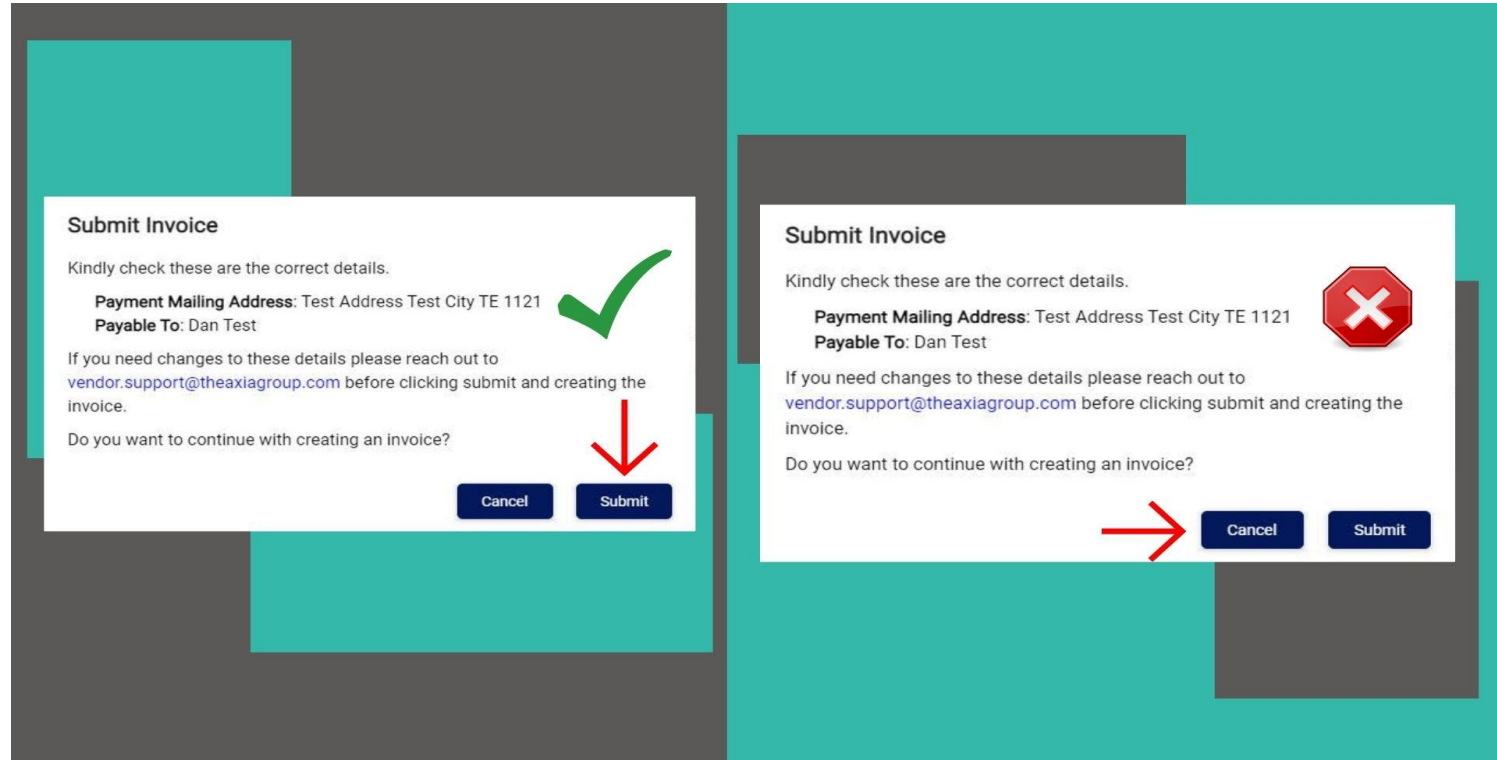 Submit Invoice
Kindly check these are the correct details.
Payment Mailing Address: Test Address Test City TE 1121
Payable To: Dan Test
If you need changes to these details please reach out to
vendor.support@theaxiagroup.com before clicking submit and creating the
invoice.
Do you want to continue with creating an invoice?
Cancel Submit
Submit Invoice
Kindly check these are the correct details.
Payment Mailing Address: Test Address Test City TE 1121
Payable To: Dan Test
If you need changes to these details please reach out to
vendor.support@theaxiagroup.com before clicking submit and creating the
invoice.
Do you want to continue with creating an invoice?
Cancel Submit